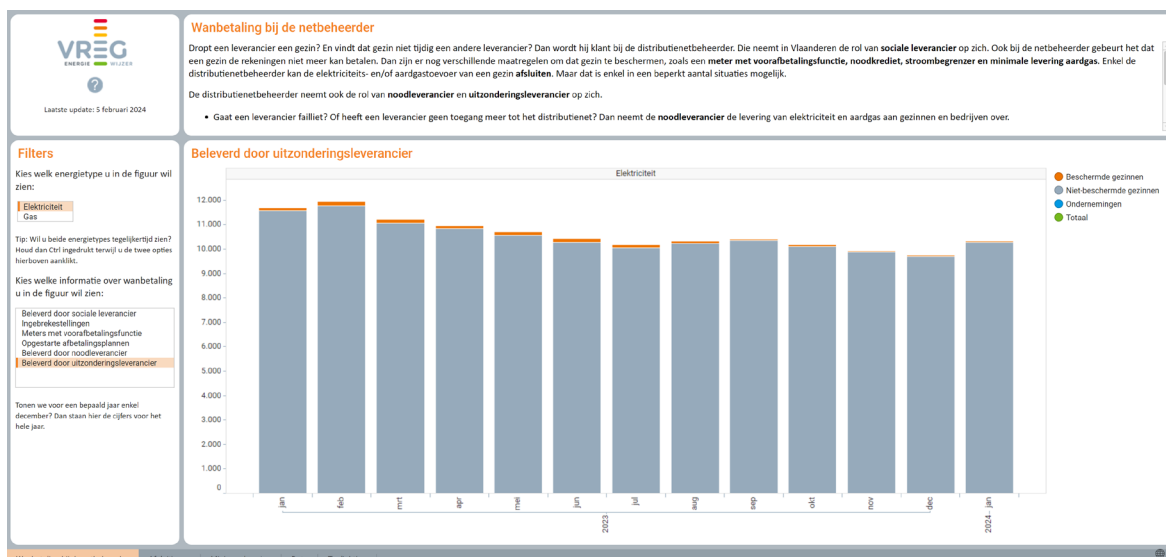 VREG
ENERGIE WIJZER
?
Laatste update: 5 februari 2024
Wanbetaling bij de netbeheerder
Dropt een leverancier een gezin? En vindt dat gezin niet tijdig een andere leverancier? Dan wordt hij klant bij de distributienetbeheerder. Die neemt in Vlaanderen de rol van sociale leverancier op zich. Ook bij de netbeheerder gebeurt het dat
een gezin de rekeningen niet meer kan betalen. Dan zijn er nog verschillende maatregelen om dat gezin te beschermen, zoals een meter met voorafbetalingsfunctie, noodkrediet, stroombegrenzer en minimale levering aardgas. Enkel de
distributienetbeheerder kan de elektriciteits- en/of aardgastoevoer van een gezin afsluiten. Maar dat is enkel in een beperkt aantal situaties mogelijk.
De distributienetbeheerder neemt ook de rol van noodleverancier en uitzonderingsleverancier op zich.
• Gaat een leverancier failliet? Of heeft een leverancier geen toegang meer tot het distributienet? Dan neemt de noodleverancier de levering van elektriciteit en aardgas aan gezinnen en bedrijven over.
Filters
Kies welk energietype u in de figuur wil
zien:
Elektriciteit
Gas
Tip: Wil u beide energietypes tegelijkertijd zien?
Houd dan Ctrl ingedrukt terwijl u de twee opties
hierboven aanklikt.
Kies welke informatie over wanbetaling
u in de figuur wil zien:
Beleverd door sociale leverancier
Ingebrekestellingen
Meters met voorafbetalingsfunctie
Opgestarte afbetalingsplannen
Beleverd door noodleverancier
Beleverd door uitzonderingsleverancier
Tonen we voor een bepaald jaar enkel
december? Dan staan hier de cijfers voor het
hele jaar.
Beleverd door uitzonderingsleverancier
Elektriciteit
12.000
11.000
10.000
9.000
8.000
7.000
6.000
5.000
4.000
3.000
2.000
1.000
0
jan
feb
mrt
apr
mei
jun
jul
aug
sep
okt
nov
dec
2023
2024 - jan
Beschermde gezinnen
Niet-beschermde gezinnen
Ondernemingen
Totaal